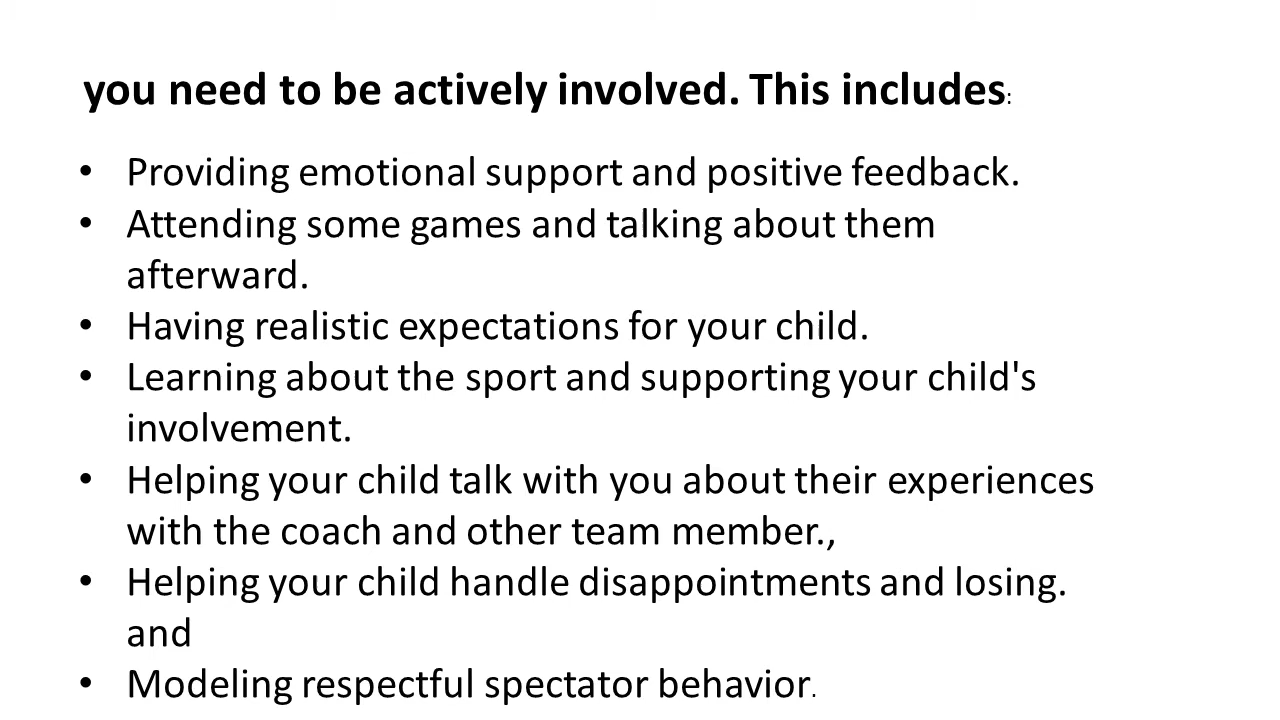 you need to be actively involved. This includes:
• Providing emotional support and positive feedback.
• Attending some games and talking about them
afterward.
• Having realistic expectations for your child.
• Learning about the sport and supporting your child's
involvement.
• Helping your child talk with you about their experiences
with the coach and other team member.,
• Helping your child handle disappointments and losing.
and
• Modeling respectful spectator behavior.